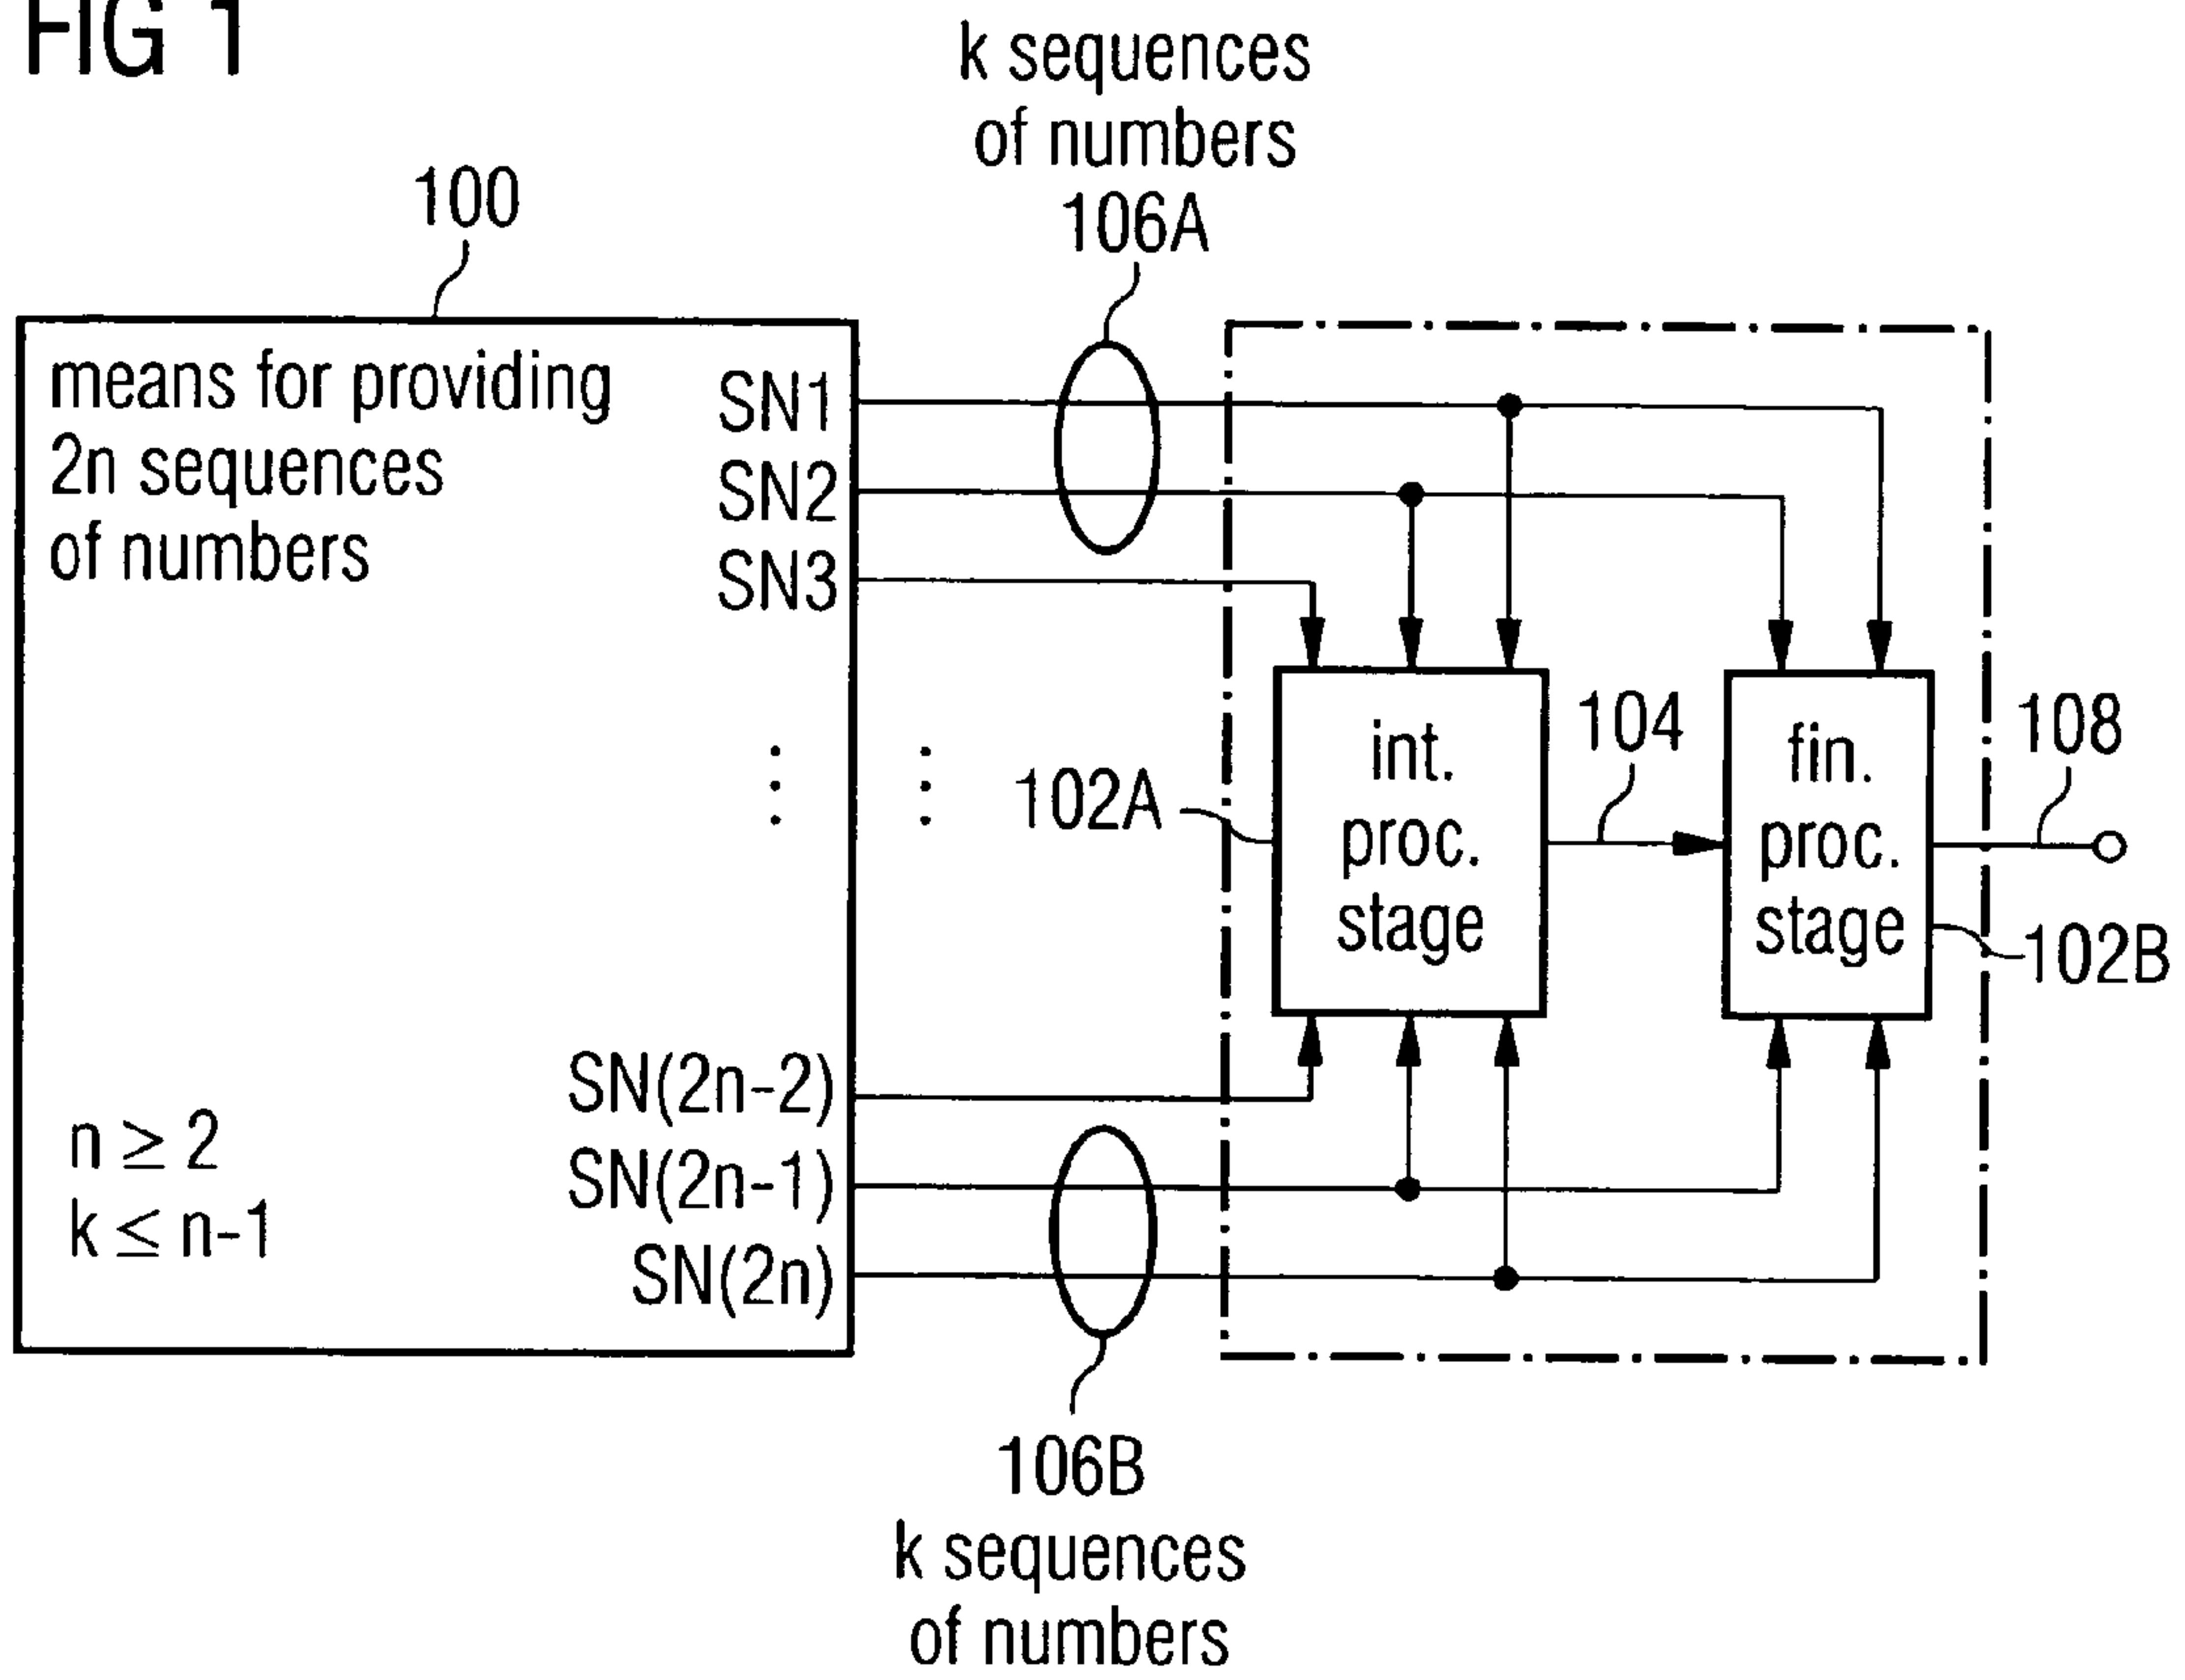 FIG 1
k sequences
of numbers
106A
100
means for providing
2n sequences
of numbers
SN1
SN2
SN3
102A
int.
proc.
stage
104
fin.
proc.
stage
108
102B
SN(2n-2)
SN(2n-1)
SN(2n)
n ≥ 2
k ≤ n-1
106B
k sequences
of numbers